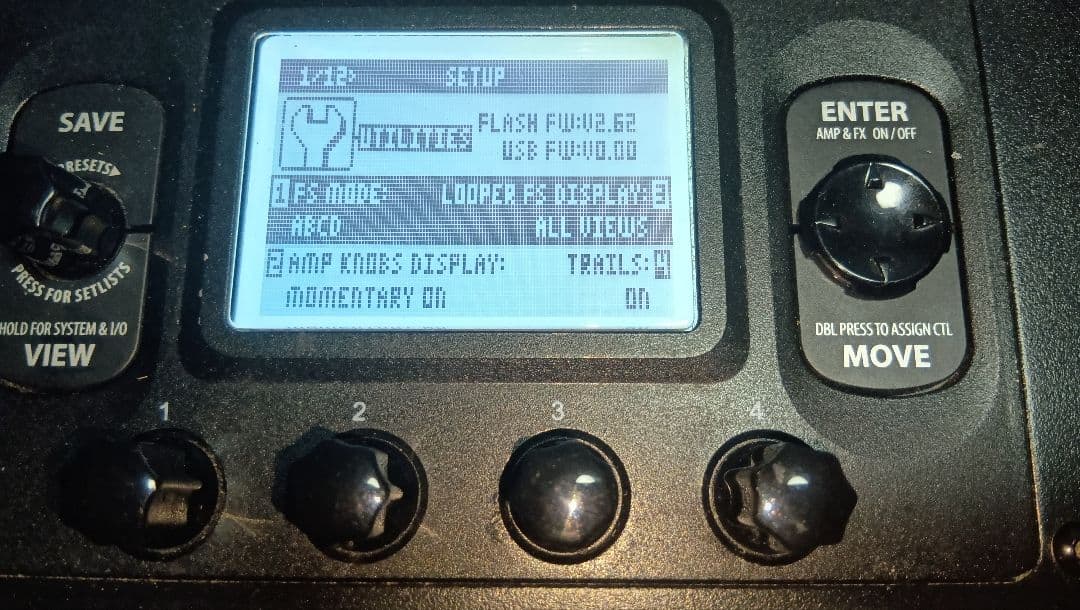 SAVE
PRESETS
PRESS FOR SETLISTS
HOLD FOR SYSTEM & I/O
VIEW
1/12 SETUP
UTILITIES
FLASH FW:V2.62
USB FW:V0.00
1 FS MODE LOOPER FS DISPLAY:3
ABCD ALL VIEWS
2 AMP KNOBS DISPLAY: TRAILS:4
MOMENTARY ON ON
ENTER
AMP & FX ON / OFF
DBL PRESS TO ASSIGN CTL
MOVE
1 2 3 4